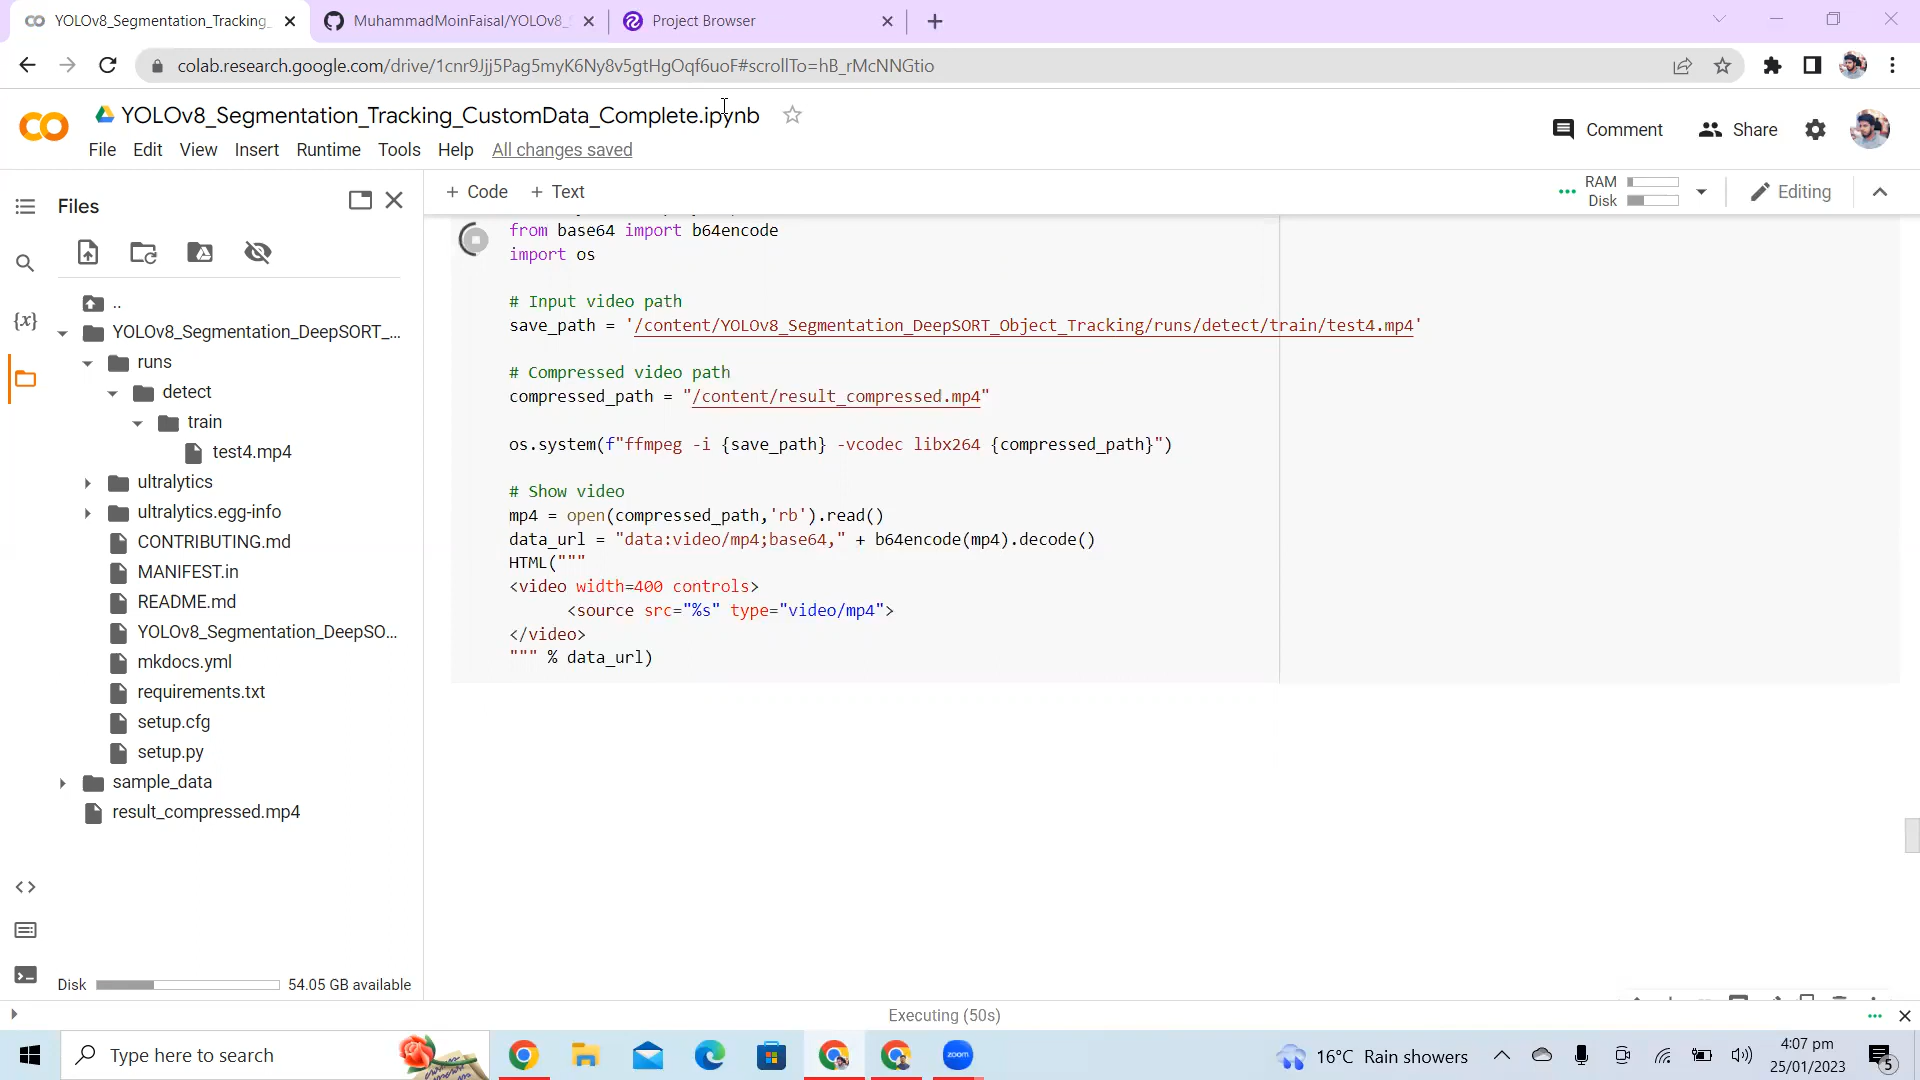 YOLOv8_Segmentation_Tracking_
MuhammadMoinFaisal/YOLOv8_S
Project Browser
colab.research.google.com/drive/1cnr9Jjj5Pag5myK6Ny8v5gtHgOqf6uoF#scrollTo=hB_rMcNNGtio
YOLOv8_Segmentation_Tracking_CustomData_Complete.ipynb
Comment
Share
File Edit View Insert Runtime Tools Help All changes saved
Files
+ Code + Text
RAM
Disk
Editing
..
YOLOv8_Segmentation_DeepSORT_...
runs
detect
train
test4.mp4
ultralytics
ultralytics.egg-info
CONTRIBUTING.md
MANIFEST.in
README.md
YOLOv8_Segmentation_DeepSO...
mkdocs.yml
requirements.txt
setup.cfg
setup.py
sample_data
result_compressed.mp4
Disk
54.05 GB available
from base64 import b64encode
import os
# Input video path
save_path = '/content/YOLOv8_Segmentation_DeepSORT_Object_Tracking/runs/detect/train/test4.mp4'
# Compressed video path
compressed_path = "/content/result_compressed.mp4"
os.system(f"ffmpeg -i {save_path} -vcodec libx264 {compressed_path}")
# Show video
mp4 = open(compressed_path,'rb').read()
data_url = "data:video/mp4;base64," + b64encode(mp4).decode()
HTML("""
<video width=400 controls>
<source src="%s" type="video/mp4">
</video>
""" % data_url)
Executing (50s)
Type here to search
zoom
16°C Rain showers
4:07 pm
25/01/2023
5